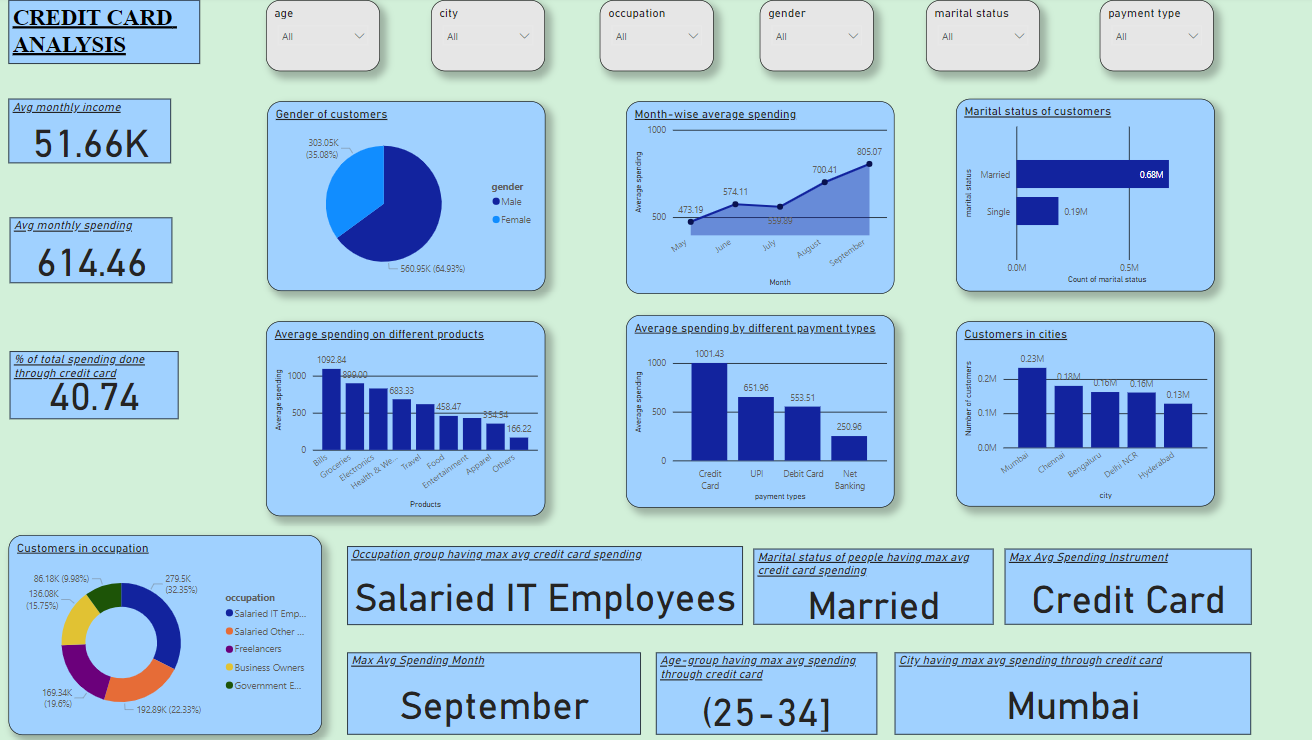 CREDIT CARD
ANALYSIS
age
All
city
All
occupation
All
gender
All
marital status
All
payment type
All
Avg monthly income
51.66K
Avg monthly spending
614.46
% of total spending done
through credit card
40.74
Gender of customers
303.05K
(35.08%)
560.95K (64.93%)
gender
Male
Female
Month-wise average spending
Average spending
1000
500
473.19
574.11
559.89
700.41
805.07
May
June
July
August
September
Month
Marital status of customers
marital status
Married
0.68M
Single
0.19M
0.0M
0.5M
Count of marital status
Average spending on different products
Average spending
1000
500
0
1092.84
899.00
683.33
458.47
354.54
166.22
Bills
Groceries
Electronics
Health & We...
Travel
Food
Entertainment
Apparel
Others
Products
Average spending by different payment types
Average spending
1000
500
0
1001.43
651.96
553.51
250.96
Credit
Card
UPI
Debit Card
Net
Banking
payment types
Customers in cities
Number of customers
0.2M
0.1M
0.0M
0.23M
0.18M
0.16M
0.16M
0.13M
Mumbai
Chennai
Bengaluru
Delhi NCR
Hyderabad
city
Customers in occupation
86.18K (9.98%)
136.08K
(15.75%)
169.34K
(19.6%)
279.5K
(32.35%)
192.89K (22.33%)
occupation
Salaried IT Emp...
Salaried Other ...
Freelancers
Business Owners
Government E...
Occupation group having max avg credit card spending
Salaried IT Employees
Marital status of people having max avg
credit card spending
Married
Max Avg Spending Instrument
Credit Card
Max Avg Spending Month
September
Age-group having max avg spending
through credit card
(25-34]
City having max avg spending through credit card
Mumbai